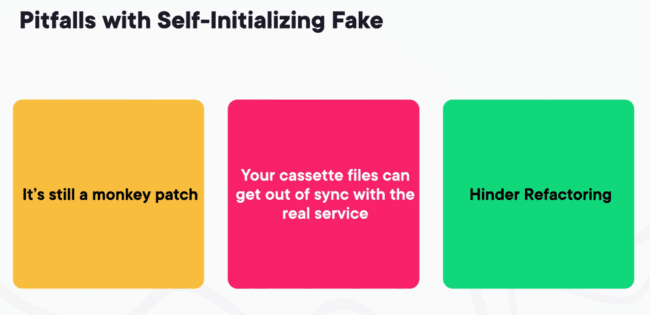 Pitfalls with Self-Initializing Fake
It's still a monkey patch
Your cassette files can
get out of sync with the
real service
Hinder Refactoring